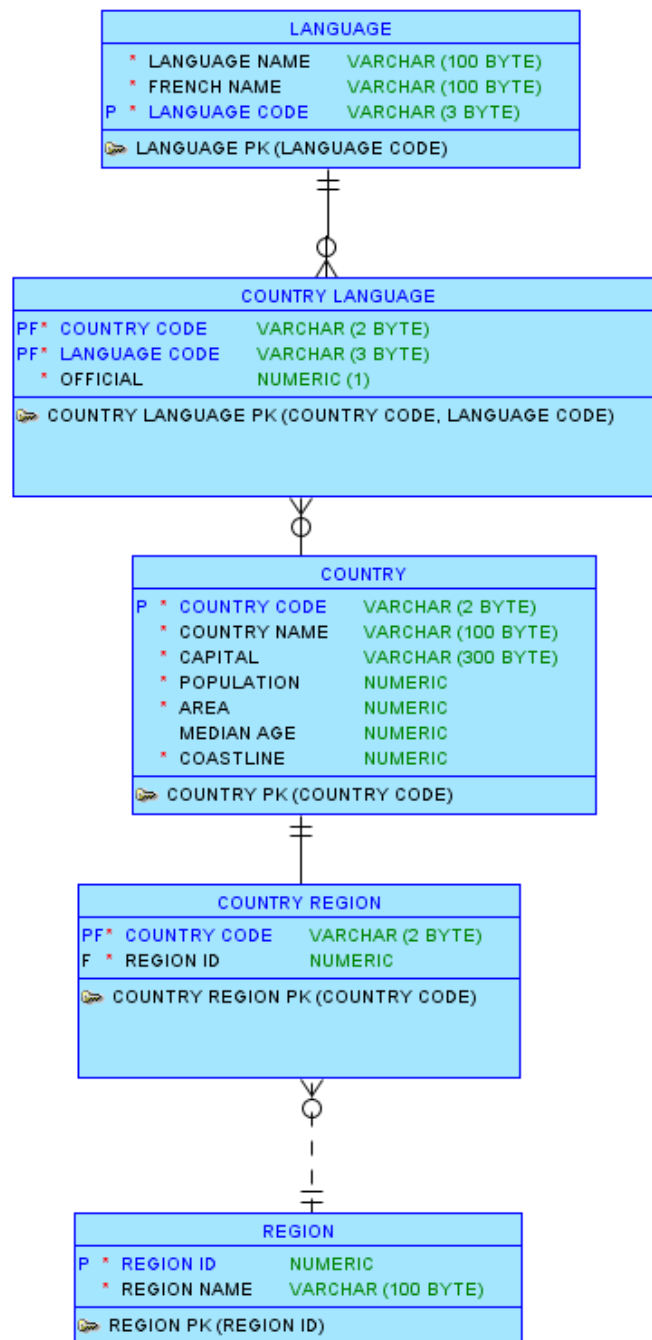 LANGUAGE
* LANGUAGE NAME VARCHAR (100 BYTE)
* FRENCH NAME VARCHAR (100 BYTE)
P * LANGUAGE CODE VARCHAR (3 BYTE)
LANGUAGE PK (LANGUAGE CODE)
COUNTRY LANGUAGE
PF* COUNTRY CODE VARCHAR (2 BYTE)
PF* LANGUAGE CODE VARCHAR (3 BYTE)
* OFFICIAL NUMERIC (1)
COUNTRY LANGUAGE PK (COUNTRY CODE, LANGUAGE CODE)
COUNTRY
P * COUNTRY CODE VARCHAR (2 BYTE)
* COUNTRY NAME VARCHAR (100 BYTE)
* CAPITAL VARCHAR (300 BYTE)
* POPULATION NUMERIC
* AREA NUMERIC
MEDIAN AGE NUMERIC
* COASTLINE NUMERIC
COUNTRY PK (COUNTRY CODE)
COUNTRY REGION
PF* COUNTRY CODE VARCHAR (2 BYTE)
F * REGION ID NUMERIC
COUNTRY REGION PK (COUNTRY CODE)
REGION
P * REGION ID NUMERIC
* REGION NAME VARCHAR (100 BYTE)
REGION PK (REGION ID)